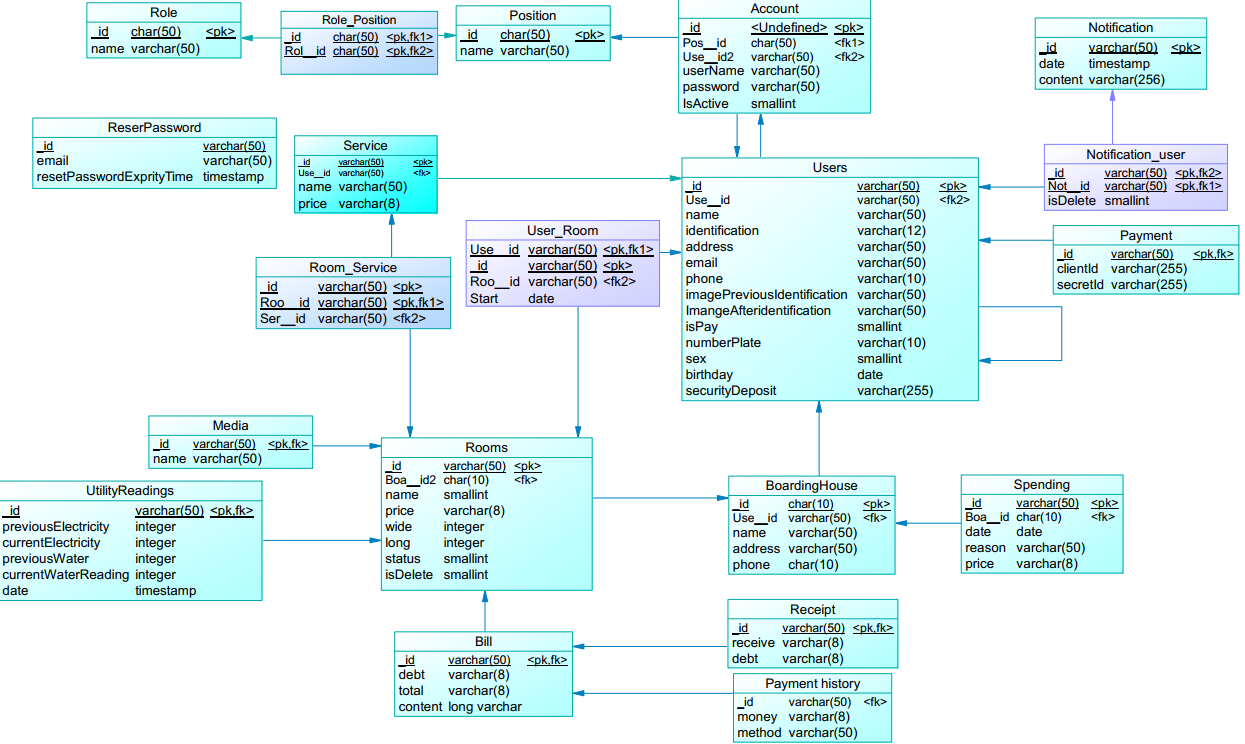 Role
_id char(50) <pk>
name varchar(50)
Role_Position
_id char(50) <pk,fk1>
Rol__id char(50) <pk,fk2>
Position
_id char(50) <pk>
name varchar(50)
Account
_id <Undefined> <pk>
Pos__id char(50) <fk1>
Use__id2 varchar(50) <fk2>
userName varchar(50)
password varchar(50)
IsActive smallint
Notification
_id varchar(50) <pk>
date timestamp
content varchar(256)
ReserPassword
_id varchar(50)
email varchar(50)
resetPasswordExprityTime timestamp
Service
_id varchar(50) <pk>
Use__id varchar(50) <fk>
name varchar(50)
price varchar(8)
Users
_id varchar(50) <pk>
Use__id varchar(50) <fk2>
name varchar(50)
identification varchar(12)
address varchar(50)
email varchar(50)
phone varchar(10)
imagePreviousIdentification varchar(50)
ImangeAfteridentification varchar(50)
isPay smallint
numberPlate varchar(10)
sex smallint
birthday date
securityDeposit varchar(255)
Notification_user
_id varchar(50) <pk,fk2>
Not__id varchar(50) <pk,fk1>
isDelete smallint
Payment
_id varchar(50) <pk,fk>
clientId varchar(255)
secretId varchar(255)
User_Room
Use__id varchar(50) <pk,fk1>
_id varchar(50) <pk>
Roo__id varchar(50) <fk2>
Start date
Room_Service
_id varchar(50) <pk>
Roo__id varchar(50) <pk,fk1>
Ser__id varchar(50) <fk2>
Media
_id varchar(50) <pk,fk>
name varchar(50)
UtilityReadings
_id varchar(50) <pk,fk>
previousElectricity integer
currentElectricity integer
previousWater integer
currentWaterReading integer
date timestamp
Rooms
_id varchar(50) <pk>
Boa__id2 char(10) <fk>
name smallint
price varchar(8)
wide integer
long integer
status smallint
isDelete smallint
BoardingHouse
_id char(10) <pk>
Use__id varchar(50) <fk>
name varchar(50)
address varchar(50)
phone char(10)
Spending
_id varchar(50) <pk>
Boa__id char(10) <fk>
date date
reason varchar(50)
price varchar(8)
Bill
_id varchar(50) <pk,fk>
debt varchar(8)
total varchar(8)
content long varchar
Receipt
_id varchar(50) <pk,fk>
receive varchar(8)
debt varchar(8)
Payment history
_id varchar(50) <fk>
money varchar(8)
method varchar(50)